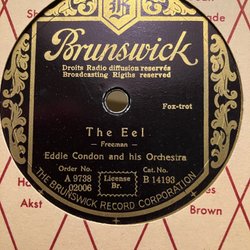 B
Brunswick
Droits Radio diffusion reservés
Broadcasting Rigths reserved
Fox-trot
The Eel
- Freeman -
Eddie Condon and his Orchestra
Order No. Cat. No.
A 9738 License B 14193
02006 Br.
THE BRUNSWICK RECORD CORPORATION
Akst
Brown